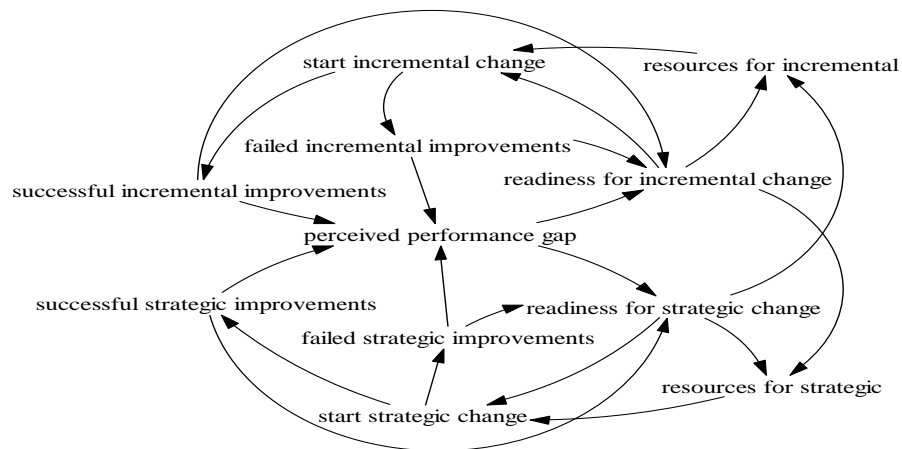 start incremental change
resources for incremental
failed incremental improvements
readiness for incremental change
successful incremental improvements
perceived performance gap
successful strategic improvements
readiness for strategic change
failed strategic improvements
resources for strategic
start strategic change